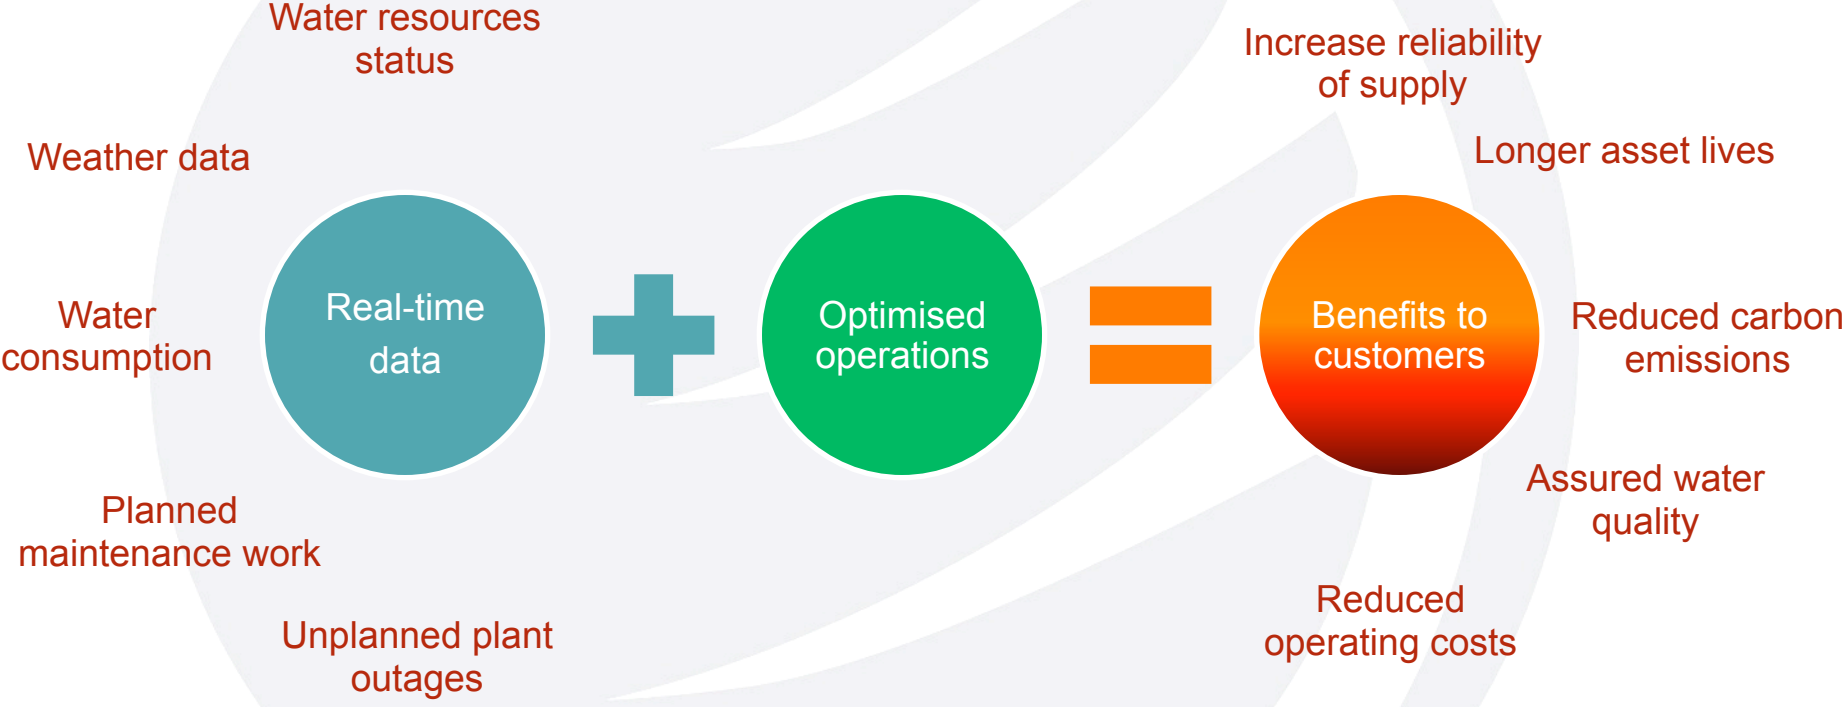 Water resources
status
Weather data
Water
consumption
Planned
maintenance work
Unplanned plant
outages
Real-time
data
Optimised
operations
Benefits to
customers
Increase reliability
of supply
Longer asset lives
Reduced carbon
emissions
Assured water
quality
Reduced
operating costs